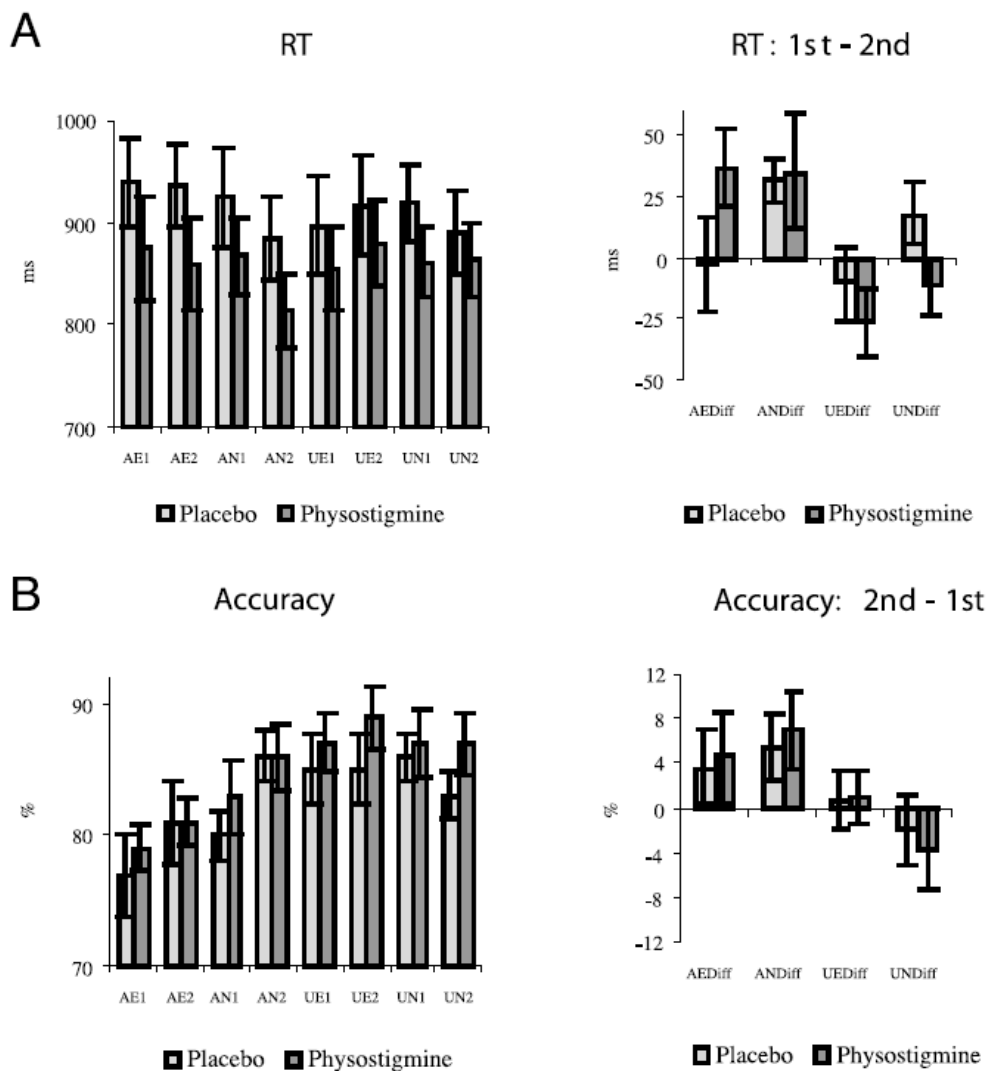 A
RT
RT : 1st - 2nd
1000
900
800
700
ms
AE1 AE2 AN1 AN2 UE1 UE2 UN1 UN2
Placebo Physostigmine
50
25
0
-25
-50
ms
AEDiff ANDiff UEDiff UNDiff
Placebo Physostigmine
B
Accuracy
Accuracy: 2nd - 1st
90
80
70
%
AE1 AE2 AN1 AN2 UE1 UE2 UN1 UN2
Placebo Physostigmine
12
8
4
0
-4
-8
-12
%
AEDiff ANDiff UEDiff UNDiff
Placebo Physostigmine